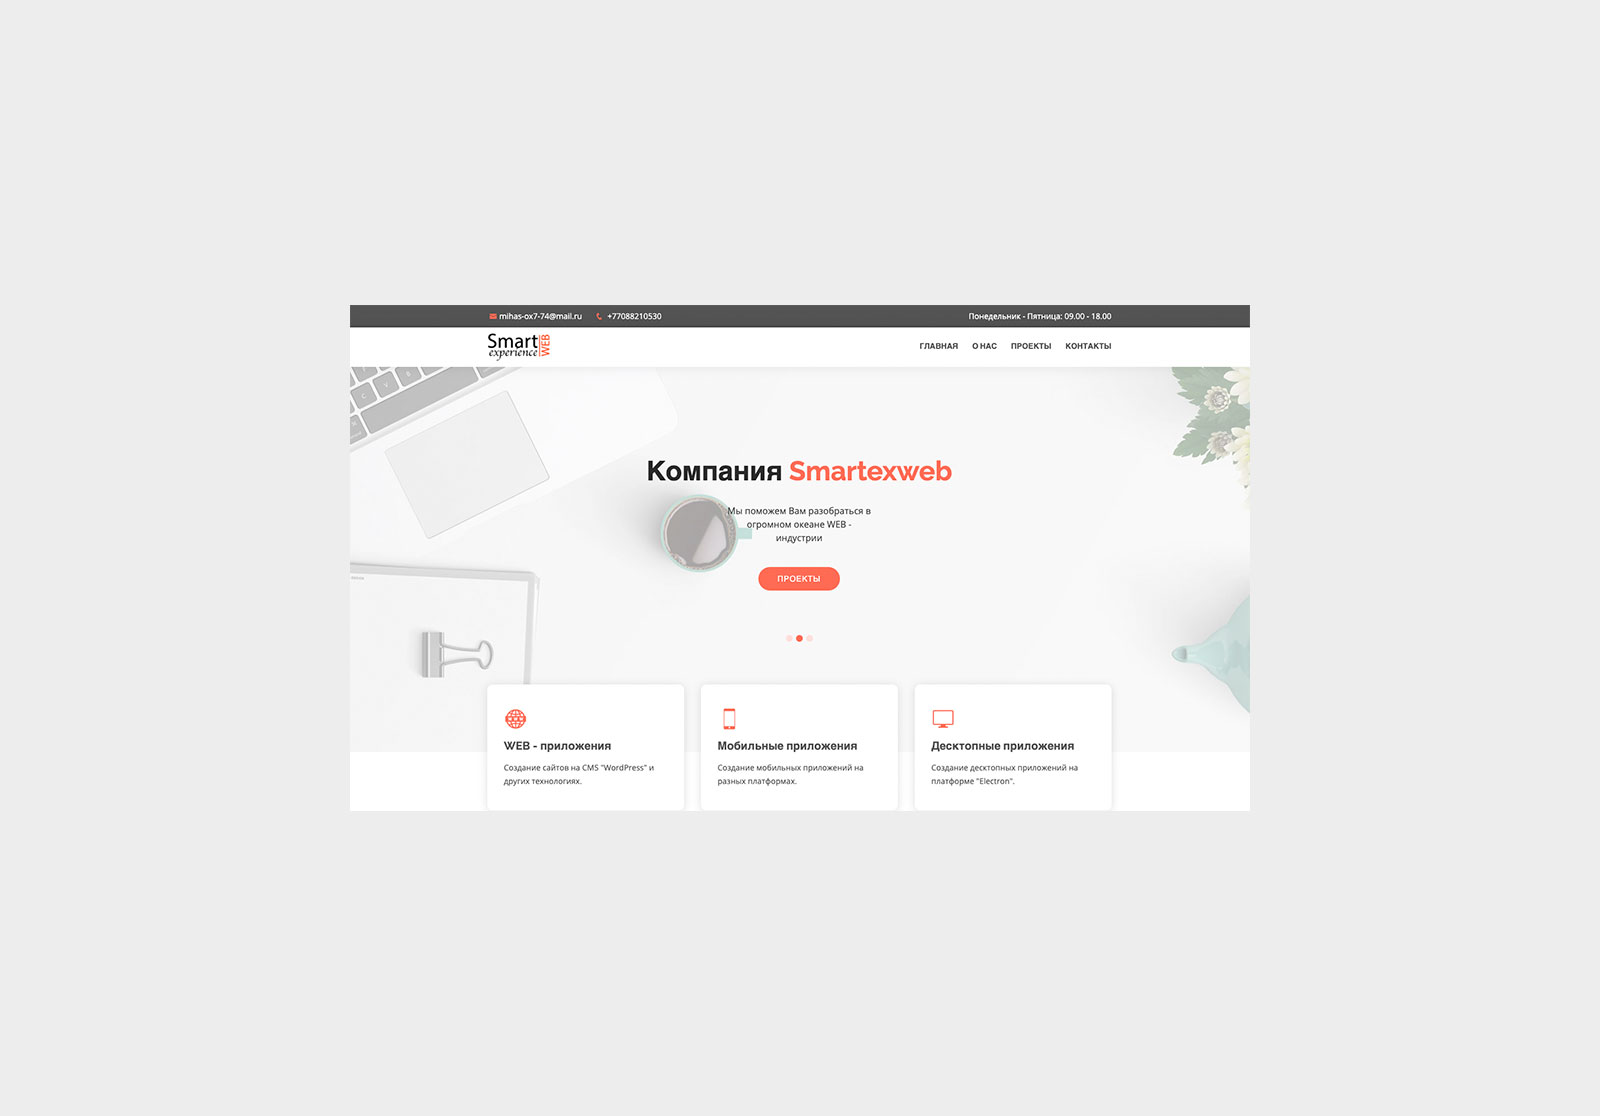 mihas-ox7-74@mail.ru +77088210530 Понедельник - Пятница: 09.00 - 18.00
Smart
experience
WEB
ГЛАВНАЯ О НАС ПРОЕКТЫ КОНТАКТЫ
Компания Smartexweb
Мы поможем Вам разобраться в
огромном океане WEB -
индустрии
ПРОЕКТЫ
WEB - приложения
Создание сайтов на CMS "WordPress" и
других технологиях.
Мобильные приложения
Создание мобильных приложений на
разных платформах.
Десктопные приложения
Создание десктопных приложений на
платформе "Electron".